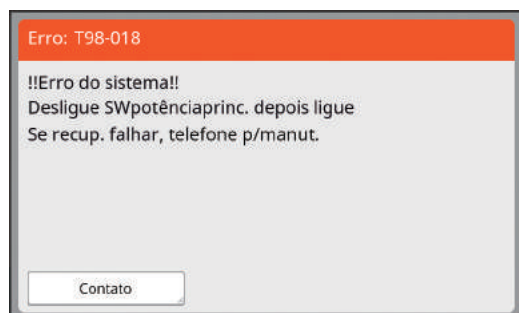 Erro: T98-018
!!Erro do sistema!!
Desligue SWpotênciaprinc. depois ligue
Se recup. falhar, telefone p/manut.
Contato